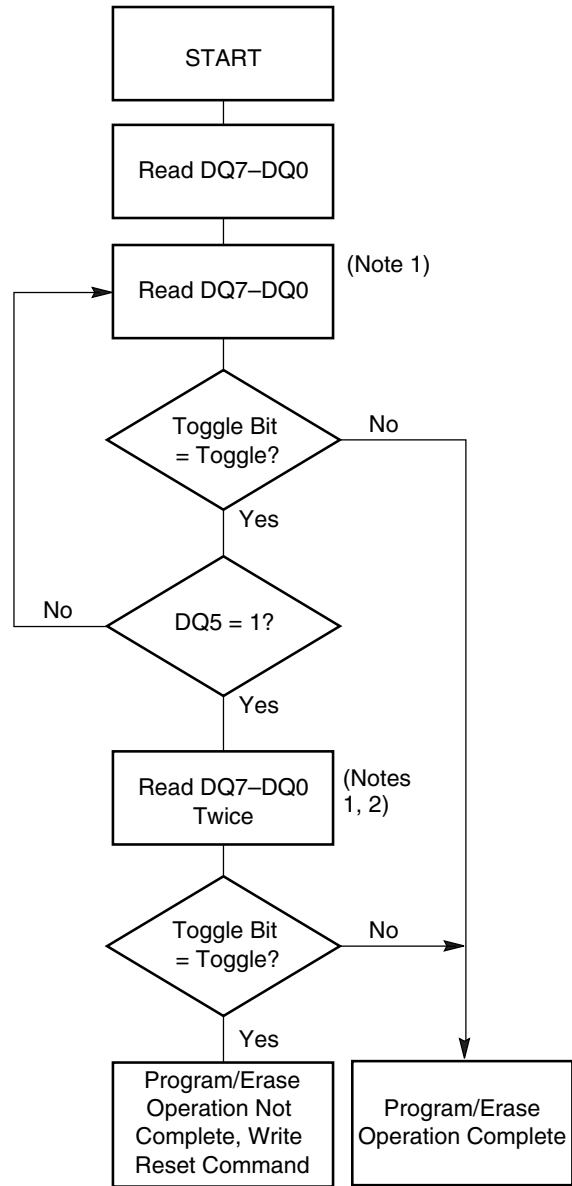 START
Read DQ7–DQ0
Read DQ7–DQ0
(Note 1)
Toggle Bit
= Toggle?
No
Yes
DQ5 = 1?
No
Yes
Read DQ7–DQ0
Twice
(Notes
1, 2)
Toggle Bit
= Toggle?
No
Yes
Program/Erase
Operation Not
Complete, Write
Reset Command
Program/Erase
Operation Complete